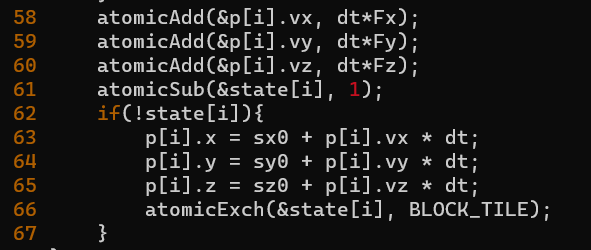 58 atomicAdd(&p[i].vx, dt*Fx);
59 atomicAdd(&p[i].vy, dt*Fy);
60 atomicAdd(&p[i].vz, dt*Fz);
61 atomicSub(&state[i], 1);
62 if(!state[i]){
63 p[i].x = sx0 + p[i].vx * dt;
64 p[i].y = sy0 + p[i].vy * dt;
65 p[i].z = sz0 + p[i].vz * dt;
66 atomicExch(&state[i], BLOCK_TILE);
67 }